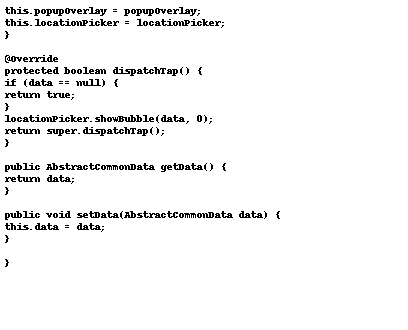 this.popupOverlay = popupOverlay;
this.locationPicker = locationPicker;
}
@Override
protected boolean dispatchTap() {
if (data == null) {
return true;
}
locationPicker.showBubble(data, 0);
return super.dispatchTap();
}
public AbstractCommonData getData() {
return data;
}
public void setData(AbstractCommonData data) {
this.data = data;
}
}